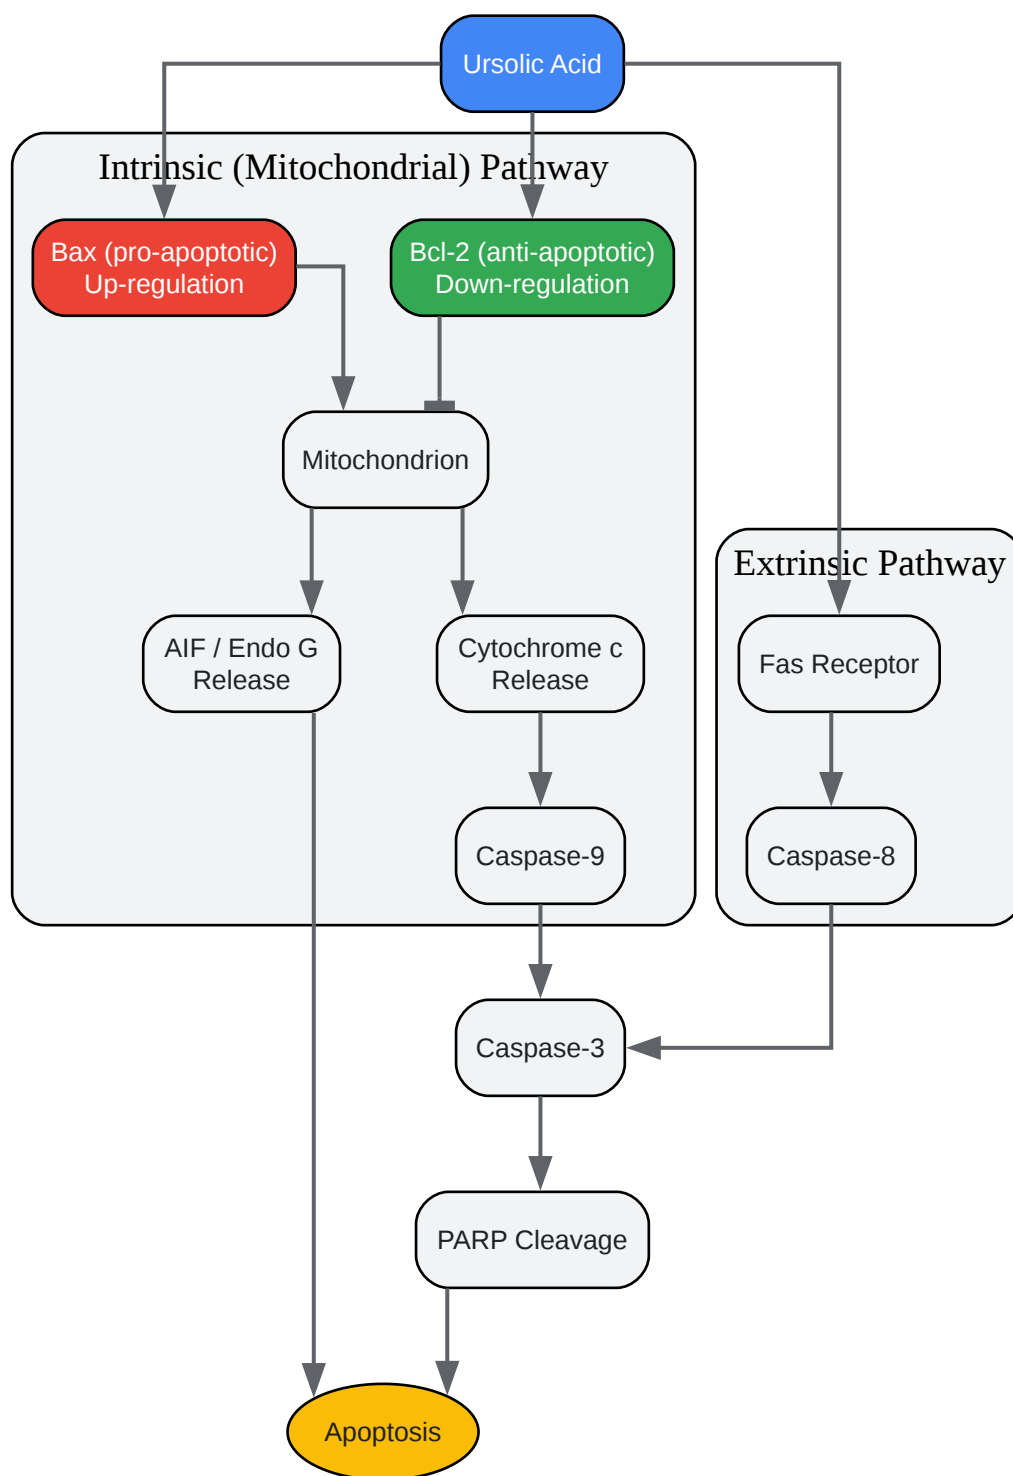 Ursolic Acid
Intrinsic (Mitochondrial) Pathway
Bax (pro-apoptotic)
Up-regulation
Bcl-2 (anti-apoptotic)
Down-regulation
Mitochondrion
Extrinsic Pathway
AIF / Endo G
Release
Cytochrome c
Release
Fas Receptor
Caspase-9
Caspase-8
Caspase-3
PARP Cleavage
Apoptosis